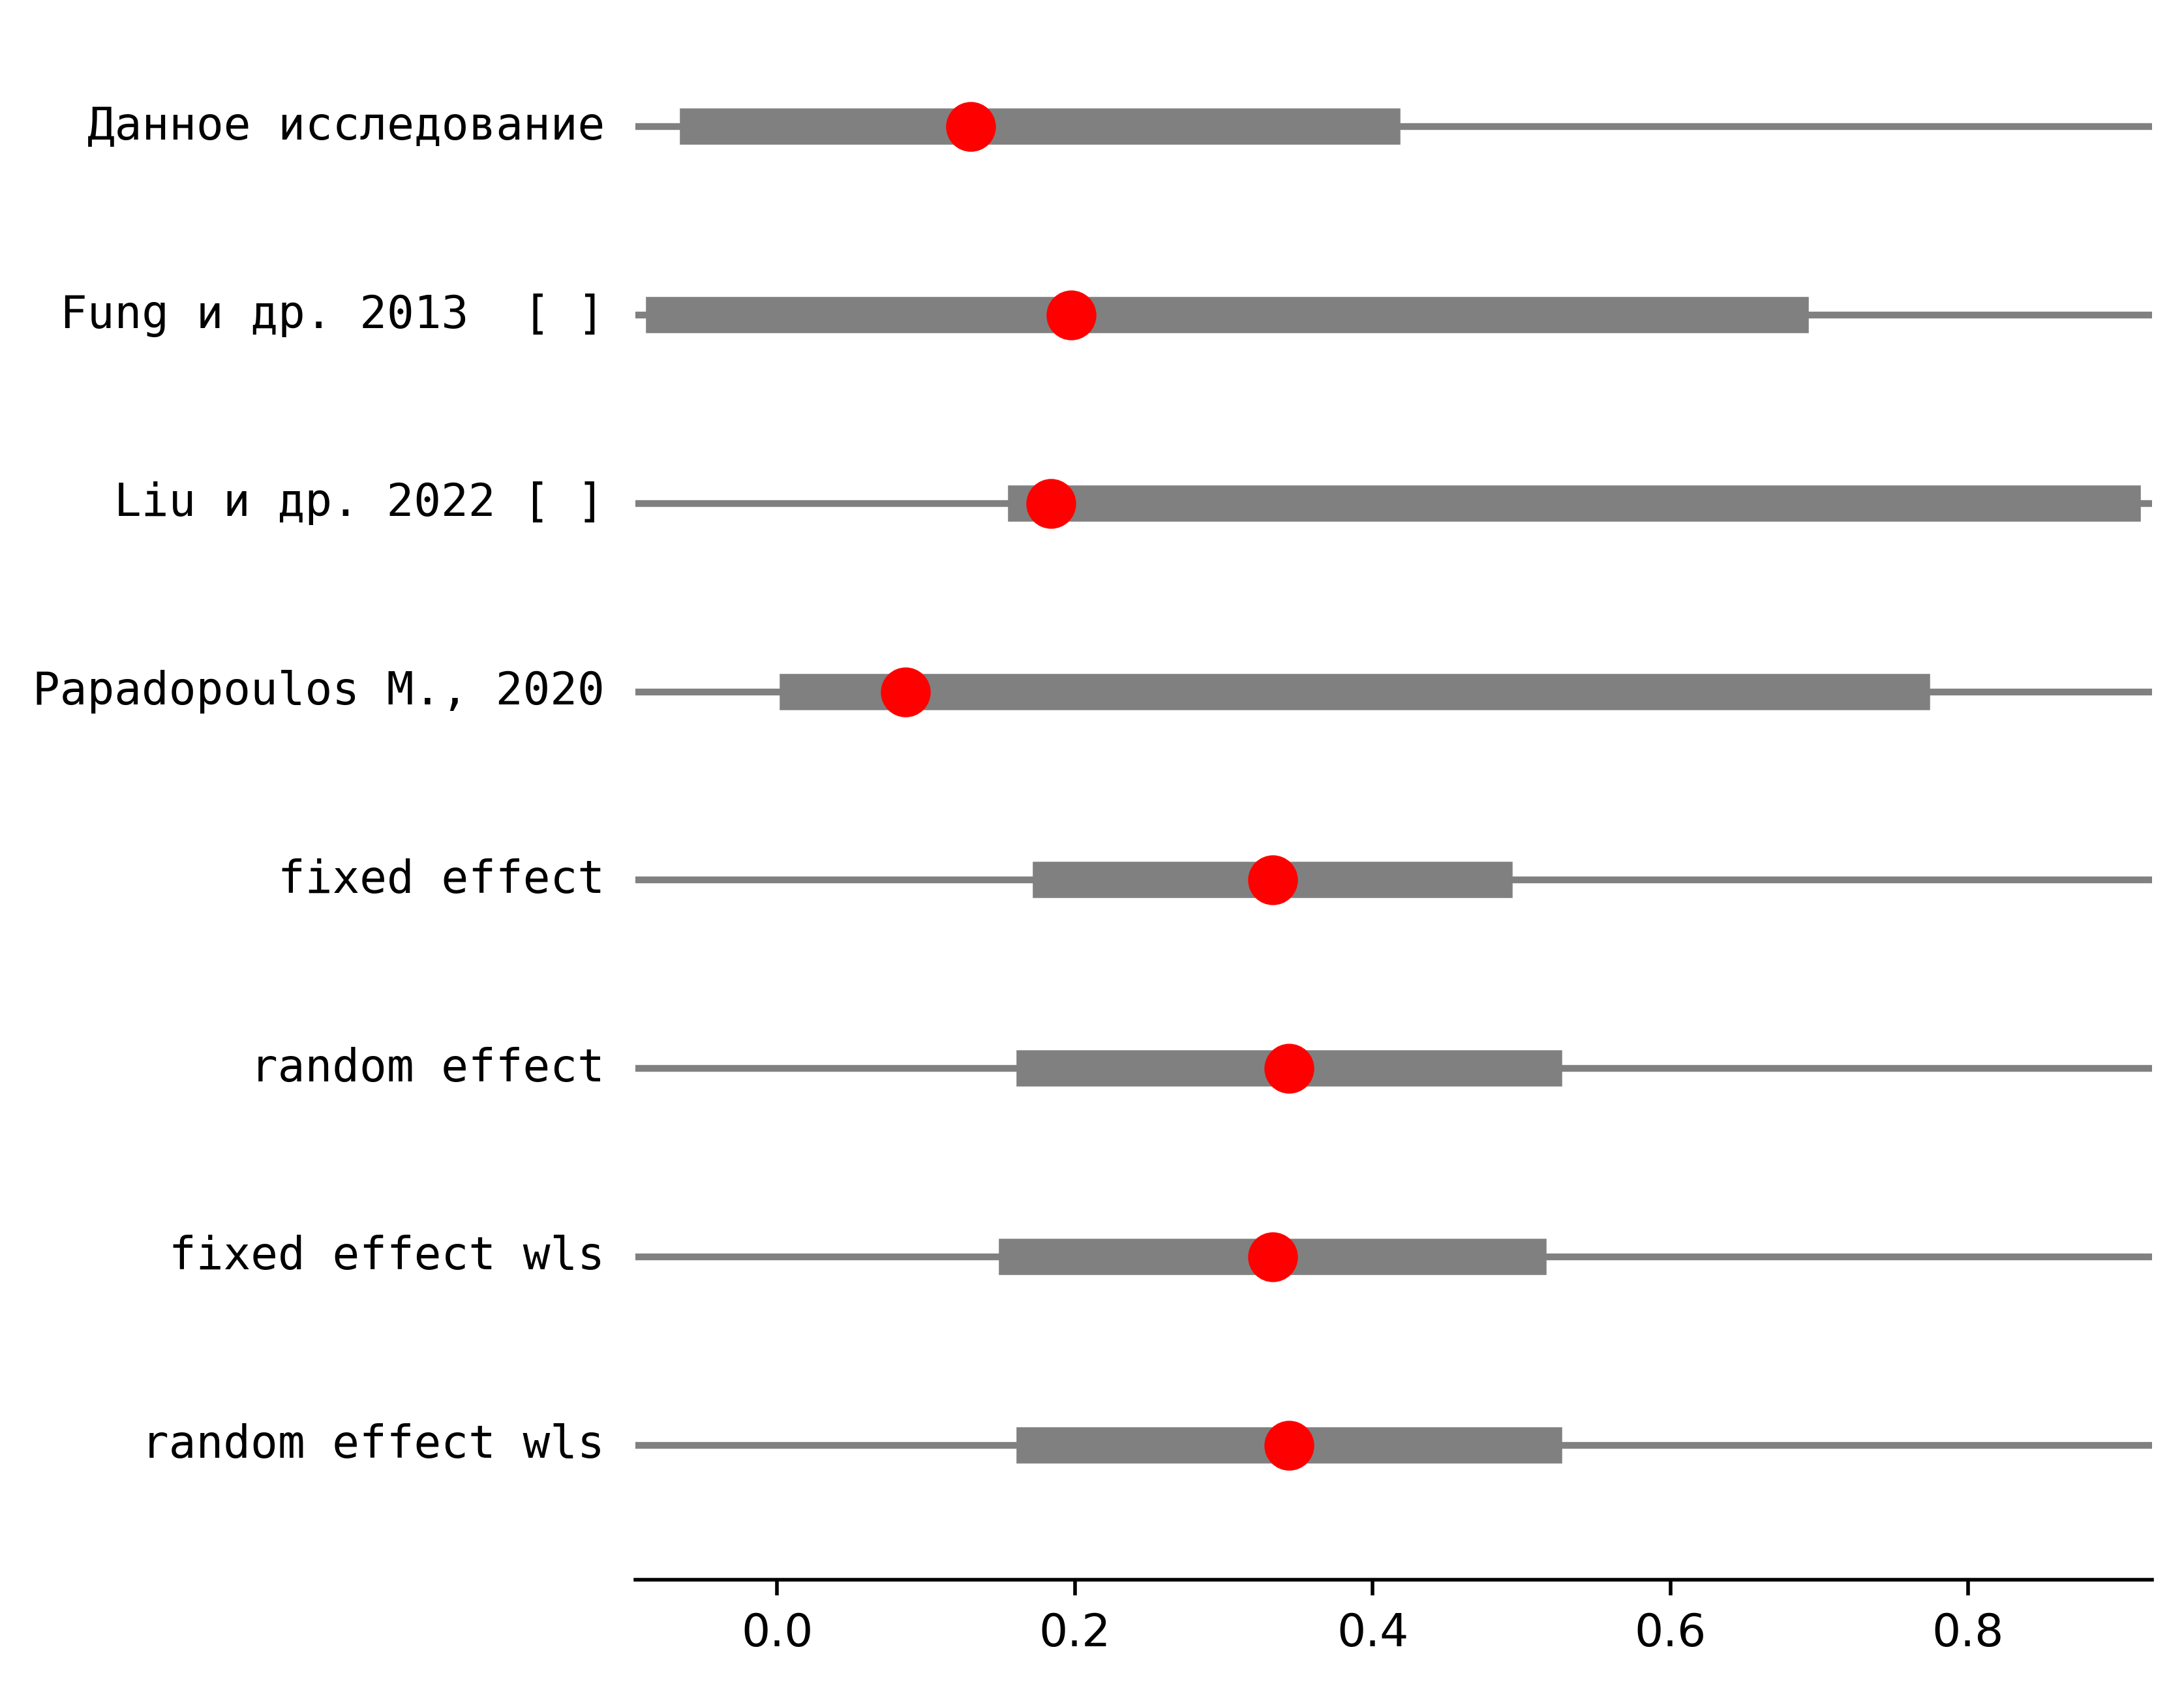 Данное исследование
Fung и др. 2013  [ ]
Liu и др. 2022 [ ]
Papadopoulos M., 2020
fixed effect
random effect
fixed effect wls
random effect wls
0.0 0.2 0.4 0.6 0.8